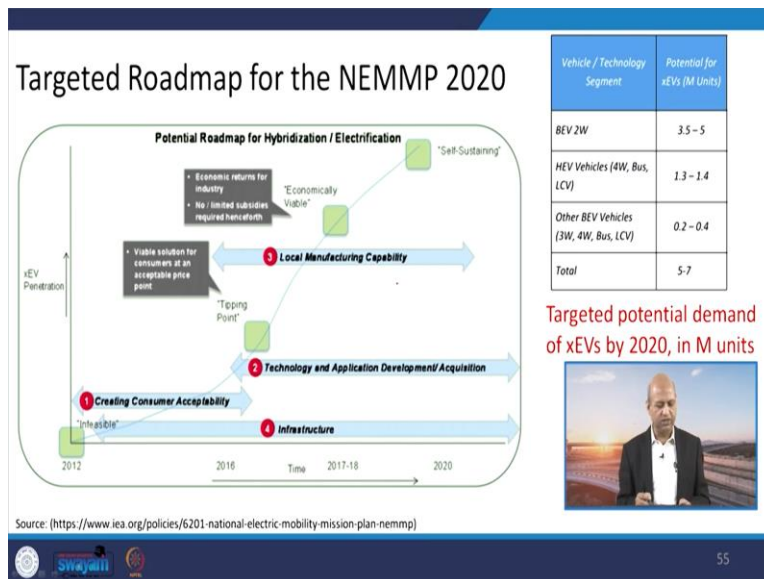 Targeted Roadmap for the NEMMP 2020
Potential Roadmap for Hybridization / Electrification
"Self-Sustaining"
• Economic returns for
industry
• No / limited subsidies
required henceforth
"Economically
Viable"
• Viable solution for
consumers at an
acceptable price
point
3 Local Manufacturing Capability
xEV
Penetration
"Tipping
Point"
2 Technology and Application Development/ Acquisition
1 Creating Consumer Acceptability
"Infeasible"
4 Infrastructure
2012
2016
Time
2017-18
2020
Source: (https://www.iea.org/policies/6201-national-electric-mobility-mission-plan-nemmp)
Vehicle / Technology
Segment
Potential for
xEVs (M Units)
BEV 2W
3.5 – 5
HEV Vehicles (4W, Bus,
LCV)
1.3 – 1.4
Other BEV Vehicles
(3W, 4W, Bus, LCV)
0.2 – 0.4
Total
5-7
Targeted potential demand
of xEVs by 2020, in M units
swayam
55